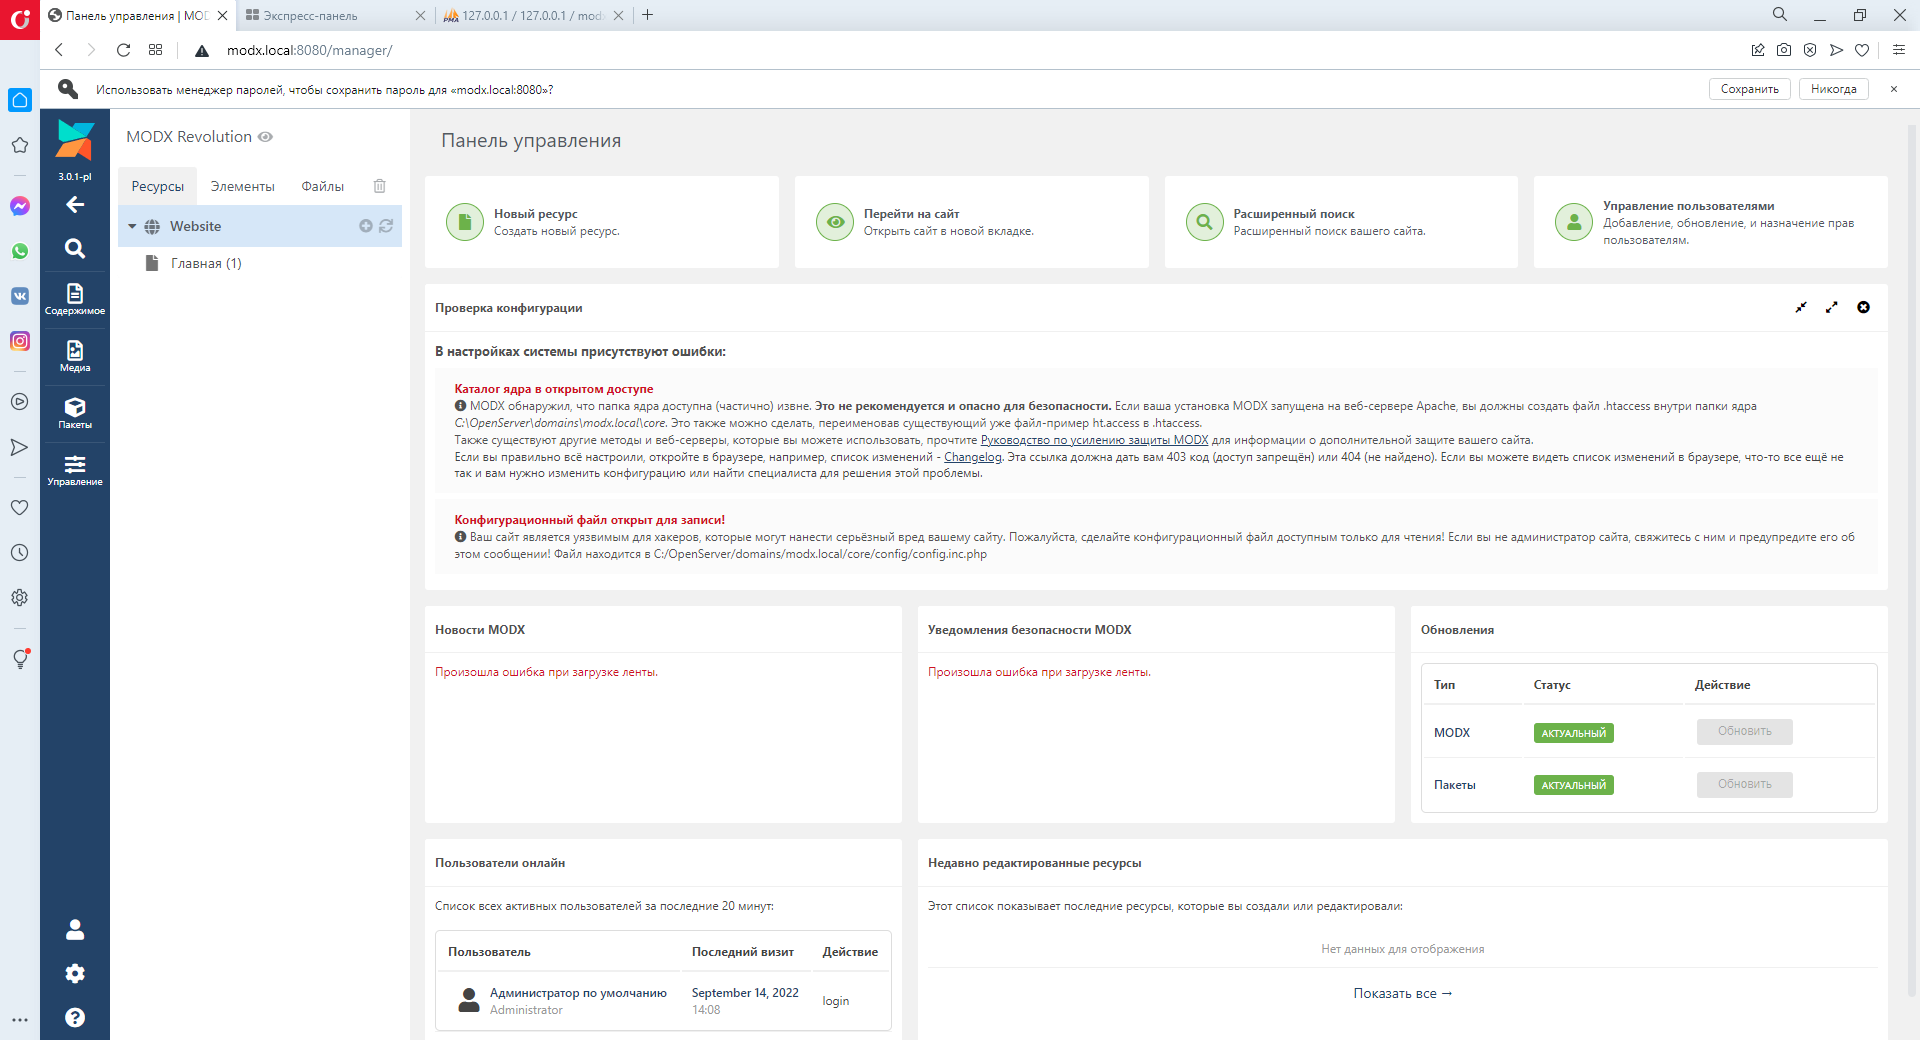 Панель управления | MOD
Экспресс-панель
PMA
127.0.0.1 / 127.0.0.1 / mod
modx.local:8080/manager/
Использовать менеджер паролей, чтобы сохранить пароль для «modx.local:8080»?
Сохранить
Никогда
3.0.1-pl
Содержимое
Медиа
Пакеты
Управление
MODX Revolution
Ресурсы
Элементы
Файлы
Website
Главная (1)
Панель управления
Новый ресурс
Создать новый ресурс.
Перейти на сайт
Открыть сайт в новой вкладке.
Расширенный поиск
Расширенный поиск вашего сайта.
Управление пользователями
Добавление, обновление, и назначение прав
пользователям.
Проверка конфигурации
В настройках системы присутствуют ошибки:
Каталог ядра в открытом доступе
MODX обнаружил, что папка ядра доступна (частично) извне. Это не рекомендуется и опасно для безопасности. Если ваша установка MODX запущена на веб-сервере Apache, вы должны создать файл .htaccess внутри папки ядра
C:\OpenServer\domains\modx.local\core. Это также можно сделать, переименовав существующий уже файл-пример ht.access в .htaccess.
Также существуют другие методы и веб-серверы, которые вы можете использовать, прочтите Руководство по усилению защиты MODX для информации о дополнительной защите вашего сайта.
Если вы правильно всё настроили, откройте в браузере, например, список изменений - Changelog. Эта ссылка должна дать вам 403 код (доступ запрещён) или 404 (не найдено). Если вы можете видеть список изменений в браузере, что-то все ещё не
так и вам нужно изменить конфигурацию или найти специалиста для решения этой проблемы.
Конфигурационный файл открыт для записи!
Ваш сайт является уязвимым для хакеров, которые могут нанести серьёзный вред вашему сайту. Пожалуйста, сделайте конфигурационный файл доступным только для чтения! Если вы не администратор сайта, свяжитесь с ним и предупредите его об
этом сообщении! Файл находится в C:/OpenServer/domains/modx.local/core/config/config.inc.php
Новости MODX
Произошла ошибка при загрузке ленты.
Уведомления безопасности MODX
Произошла ошибка при загрузке ленты.
Обновления
Тип
Статус
Действие
MODX
АКТУАЛЬНЫЙ
Обновить
Пакеты
АКТУАЛЬНЫЙ
Обновить
Пользователи онлайн
Список всех активных пользователей за последние 20 минут:
Пользователь
Последний визит
Действие
Администратор по умолчанию
Administrator
September 14, 2022
14:08
login
Недавно редактированные ресурсы
Этот список показывает последние ресурсы, которые вы создали или редактировали:
Нет данных для отображения
Показать все →